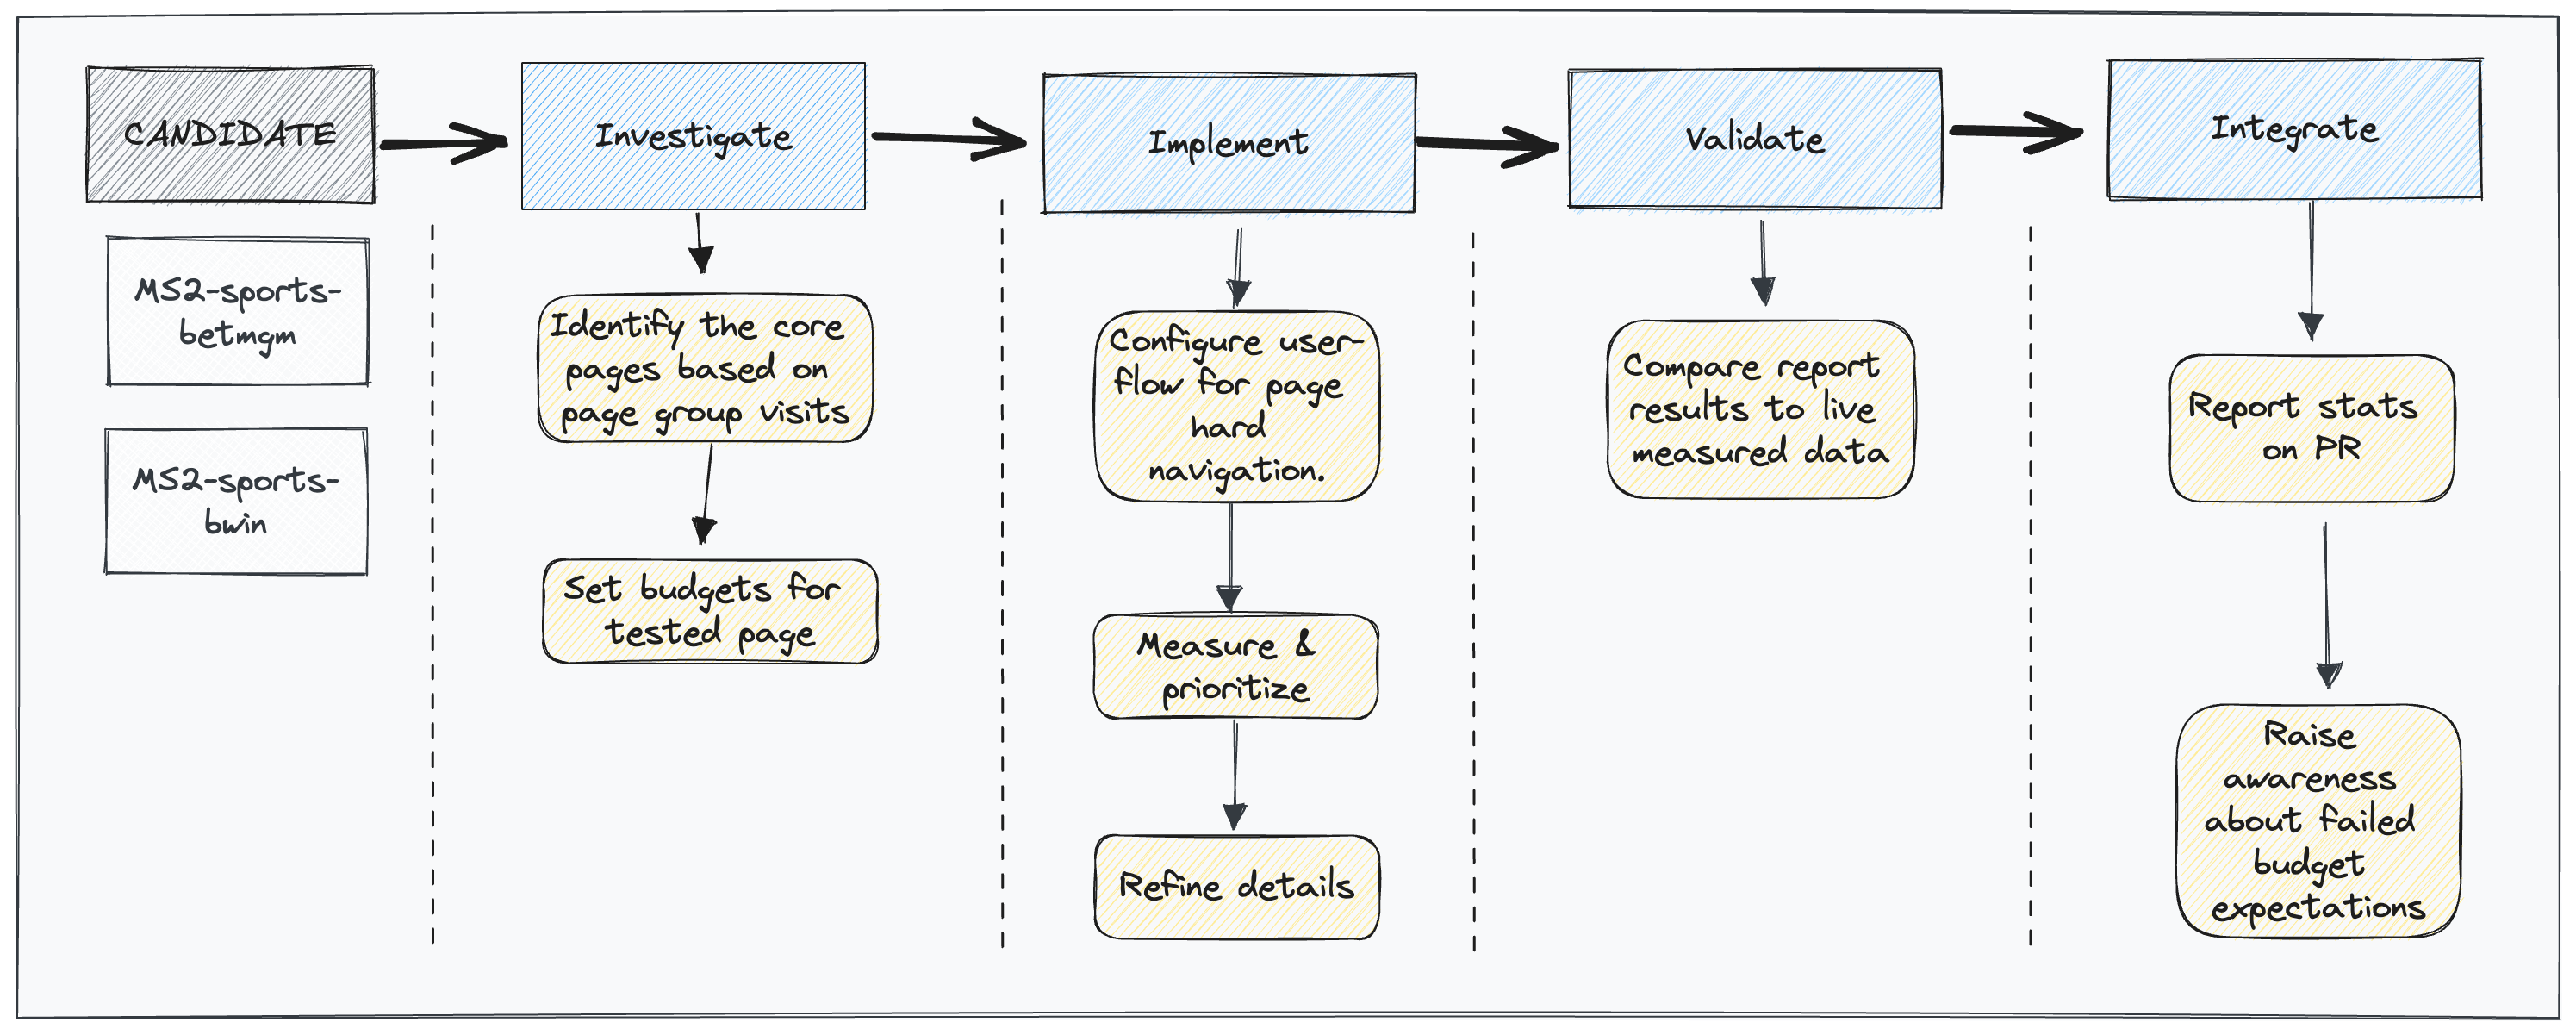 CANDIDATE
MS2-sports-
betmgm
MS2-sports-
bwin
Investigate
Identify the core
pages based on
page group visits
Set budgets for
tested page
Implement
Configure user-
flow for page
hard
navigation.
Measure &
prioritize
Refine details
Validate
Compare report
results to live
measured data
Integrate
Report stats
on PR
Raise
awareness
about failed
budget
expectations